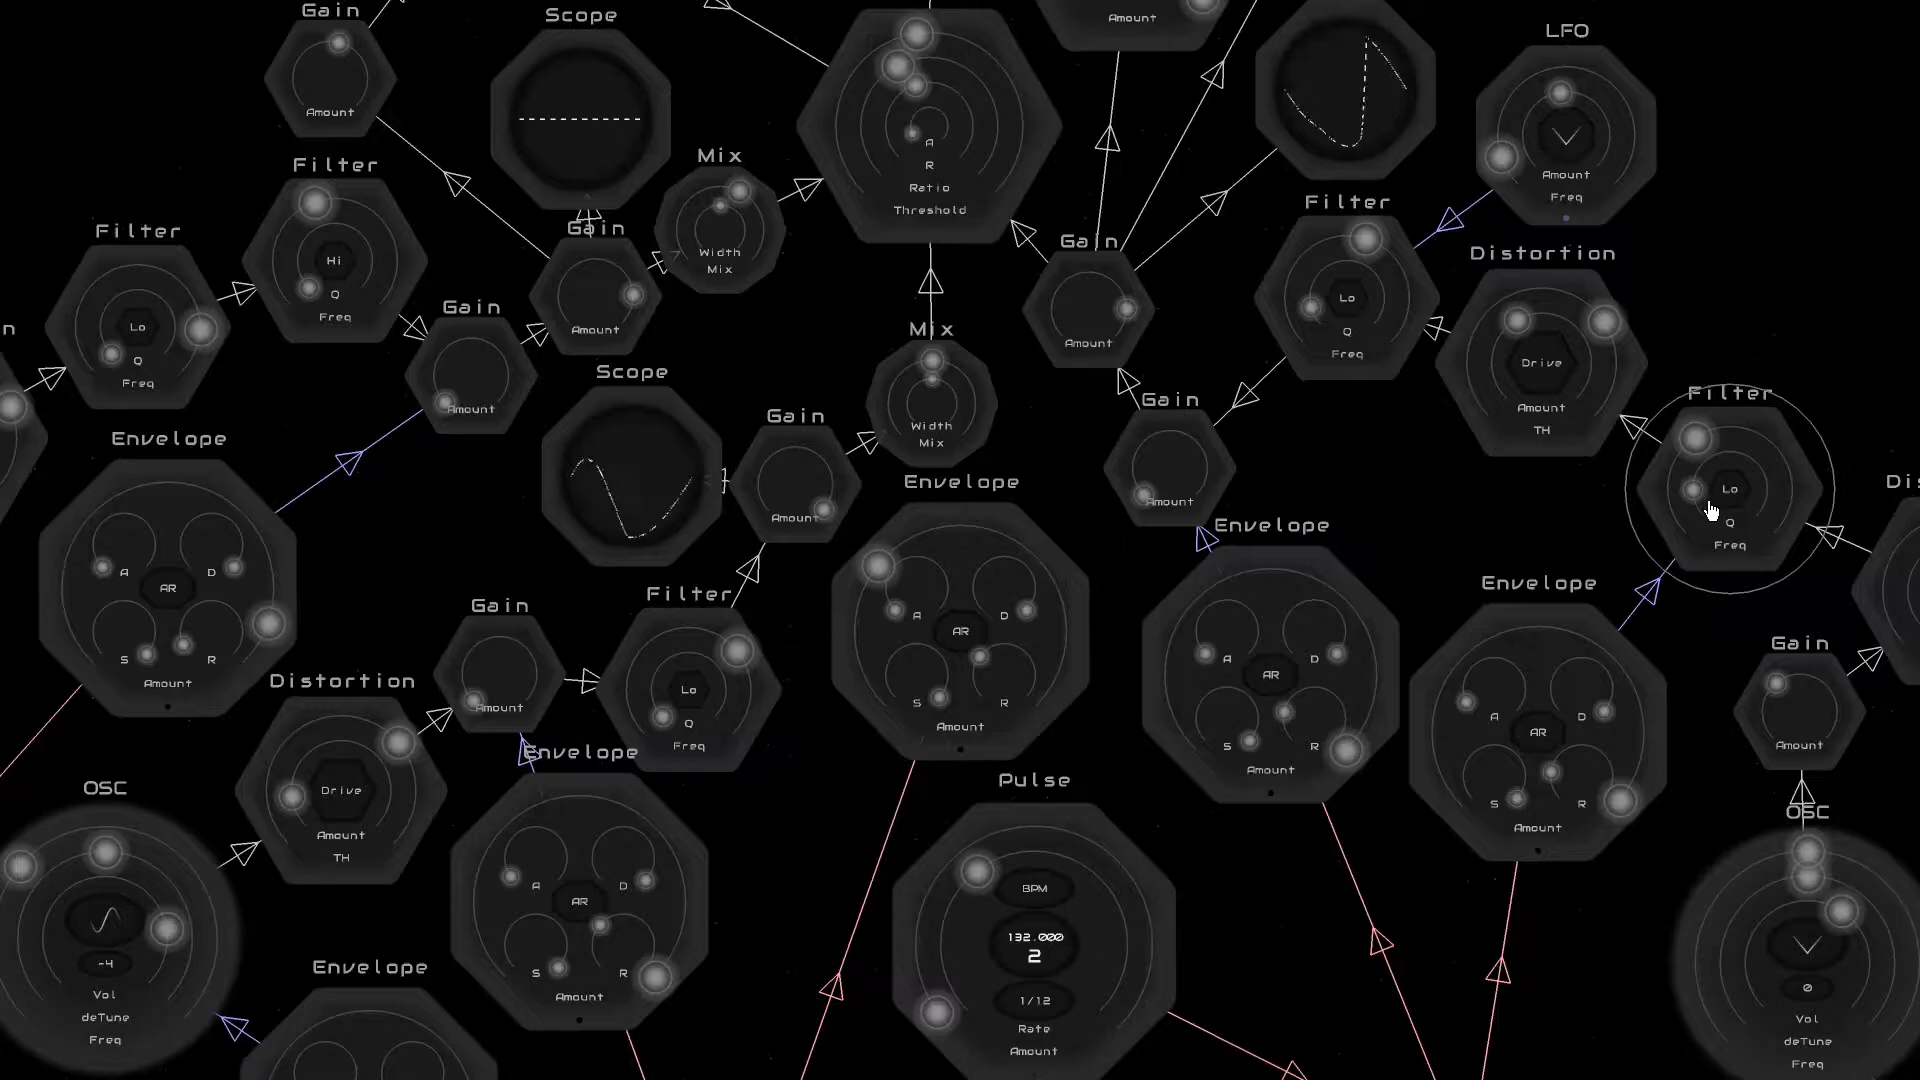 Gain
Amount
Scope
Amount
LFO
Amount
Freq
Filter
Hi
Q
Freq
Mix
Width
Mix
A
R
Ratio
Threshold
Filter
Lo
Q
Freq
Filter
Lo
Q
Freq
Gain
Amount
Gain
Amount
Distortion
Drive
Amount
TH
n
Gain
Amount
Mix
Width
Mix
Scope
Gain
Amount
Gain
Amount
Filter
Lo
Q
Freq
Dis
Envelope
A
D
AR
S
R
Amount
Envelope
A
D
AR
S
R
Amount
Envelope
A
D
AR
S
R
Amount
Envelope
A
D
AR
S
R
Amount
Gain
Amount
Filter
Lo
Q
Freq
Gain
Amount
Distortion
Drive
Amount
TH
Envelope
A
D
AR
S
R
Amount
OSC
-4
Vol
deTune
Freq
Pulse
BPM
132.000
2
1/12
Rate
Amount
OSC
0
Vol
deTune
Freq
Envelope